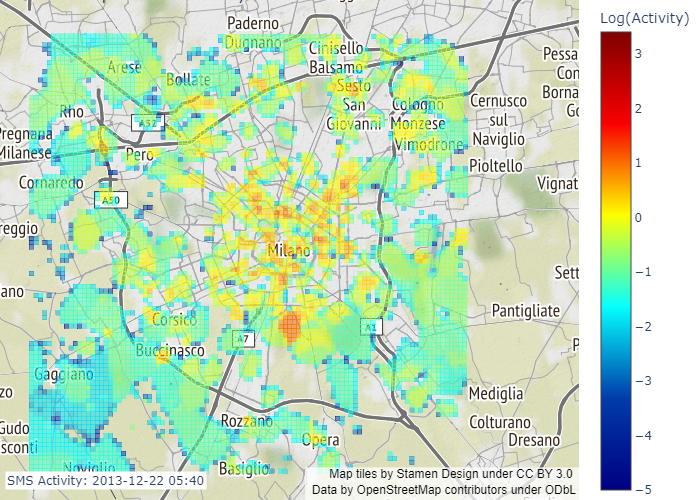 Log(Activity)
Paderno
Dugnano
Cinisello
Balsamo
Arese
Bollate
Sesto
San
Giovanni
Cologno
Monzese
Cernusco
sul
Naviglio
Pessa
Con
Borna
Go
Rho
A52
Pregnana
Milanese
Pero
Vimodrone
Pioltello
Cornaredo
Vignat
A50
reggio
Milano
Sett
ano
Pantigliate
Corsico
A7
A1
Buccinasco
P
Gaggiano
zo
Mediglia
Gudo
sconti
Rozzano
Opera
Colturano
Dresano
Noviglio
Basiglio
3
2
1
0
−1
−2
−3
−4
−5
SMS Activity: 2013-12-22 05:40
Map tiles by Stamen Design under CC BY 3.0
Data by OpenStreetMap contributors under ODbL